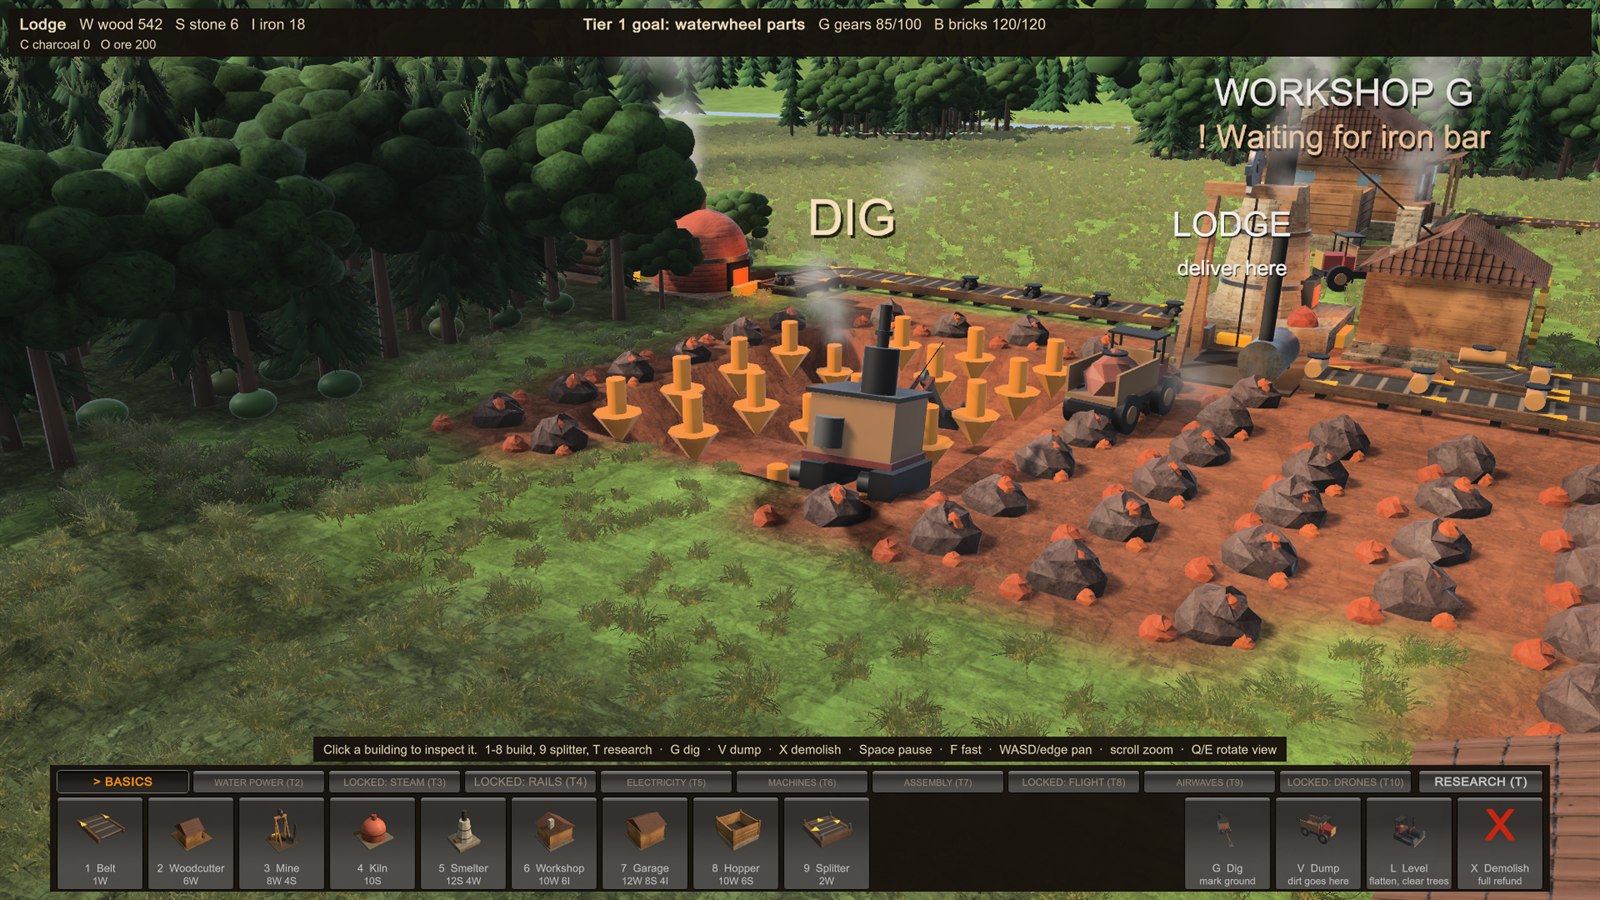 Lodge W wood 542 S stone 6 I iron 18
C charcoal 0 O ore 200
Tier 1 goal: waterwheel parts G gears 85/100 B bricks 120/120
WORKSHOP G
! Waiting for iron bar
DIG
LODGE
deliver here
Click a building to inspect it. 1-8 build, 9 splitter, T research · G dig · V dump · X demolish · Space pause · F fast · WASD/edge pan · scroll zoom · Q/E rotate view
> BASICS
WATER POWER (T2)
LOCKED: STEAM (T3)
LOCKED: RAILS (T4)
ELECTRICITY (T5)
MACHINES (T6)
ASSEMBLY (T7)
LOCKED: FLIGHT (T8)
AIRWAVES (T9)
LOCKED: DRONES (T10)
RESEARCH (T)
1 Belt
1W
2 Woodcutter
6W
3 Mine
8W 4S
4 Kiln
10S
5 Smelter
12S 4W
6 Workshop
10W 6I
7 Garage
12W 8S 4I
8 Hopper
10W 6S
9 Splitter
2W
G Dig
mark ground
V Dump
dirt goes here
L Level
flatten, clear trees
X
X Demolish
full refund